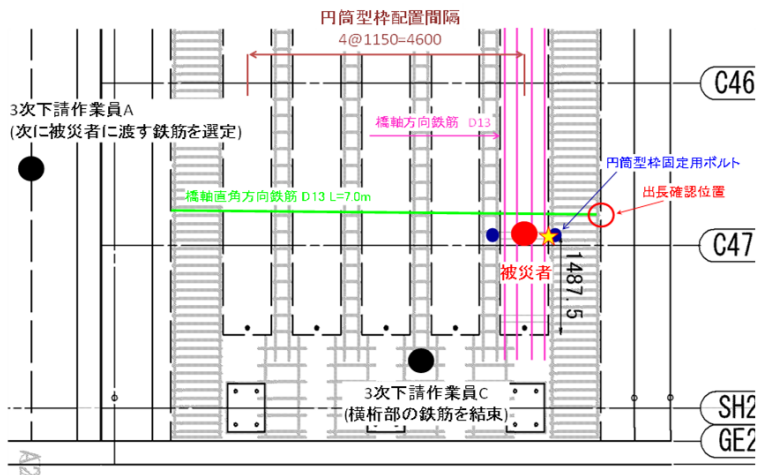 円筒型枠配置間隔
4@1150=4600
C46
3次下請作業員A
(次に被災者に渡す鉄筋を選定)
橋軸方向鉄筋 D13
円筒型枠固定用ボルト
橋軸直角方向鉄筋 D13 L=7.0m
出長確認位置
C47
被災者
1487.5
3次下請作業員C
(横桁部の鉄筋を結束)
SH2
GE2
A2